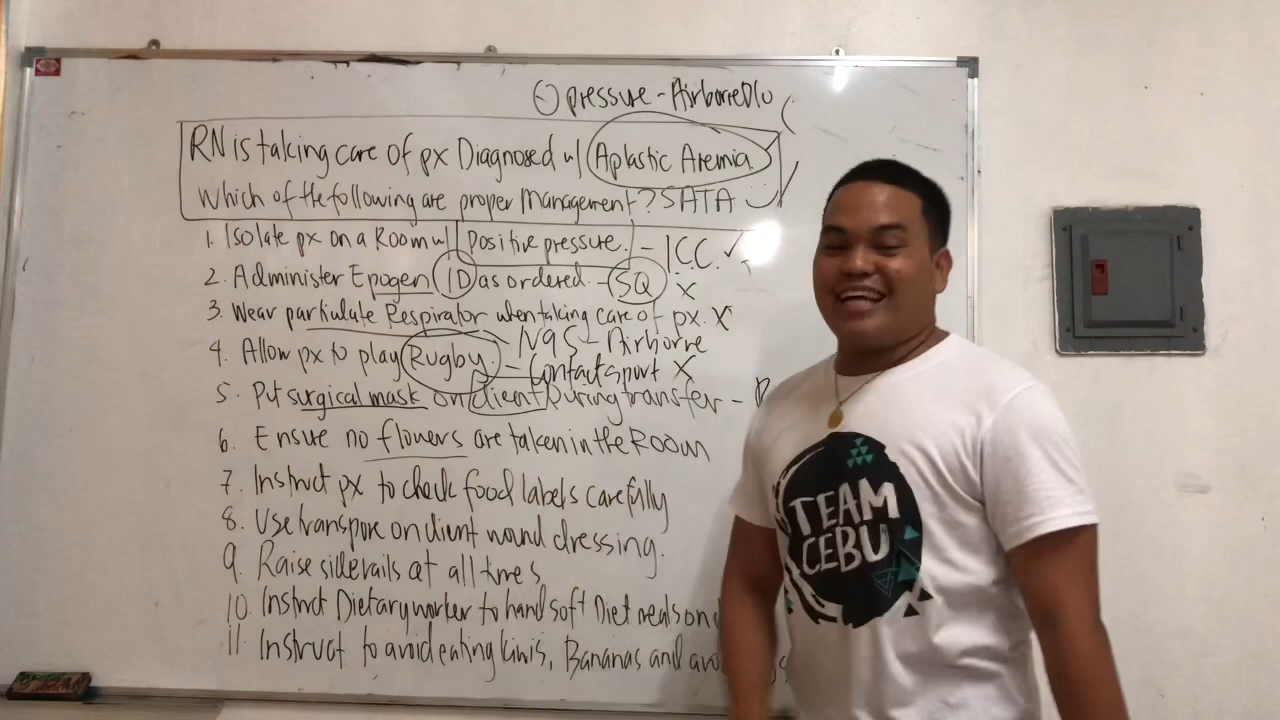 ⊖ pressure - Airborne
RN is taking care of px Diagnosed w/ Aplastic Anemia
Which of the following are proper Management? SATA
1. Isolate px on a Room w/ positive pressure. - I.C.C. ✓
2. Administer Epogen ID as ordered. - SQ X
3. Wear particulate Respirator when taking care of px. X
N95 - Airborne
4. Allow px to play Rugby. - Contact sport X
5. Put surgical mask on client During transfer -
6. Ensure no flowers are taken in the Room
7. Instruct px to check food labels carefully
8. Use transpore on client wound dressing.
9. Raise siderails at all times
10. Instruct Dietary worker to hand soft Diet meals on
11. Instruct to avoid eating kiwis, Bananas and
TEAM
CEBU